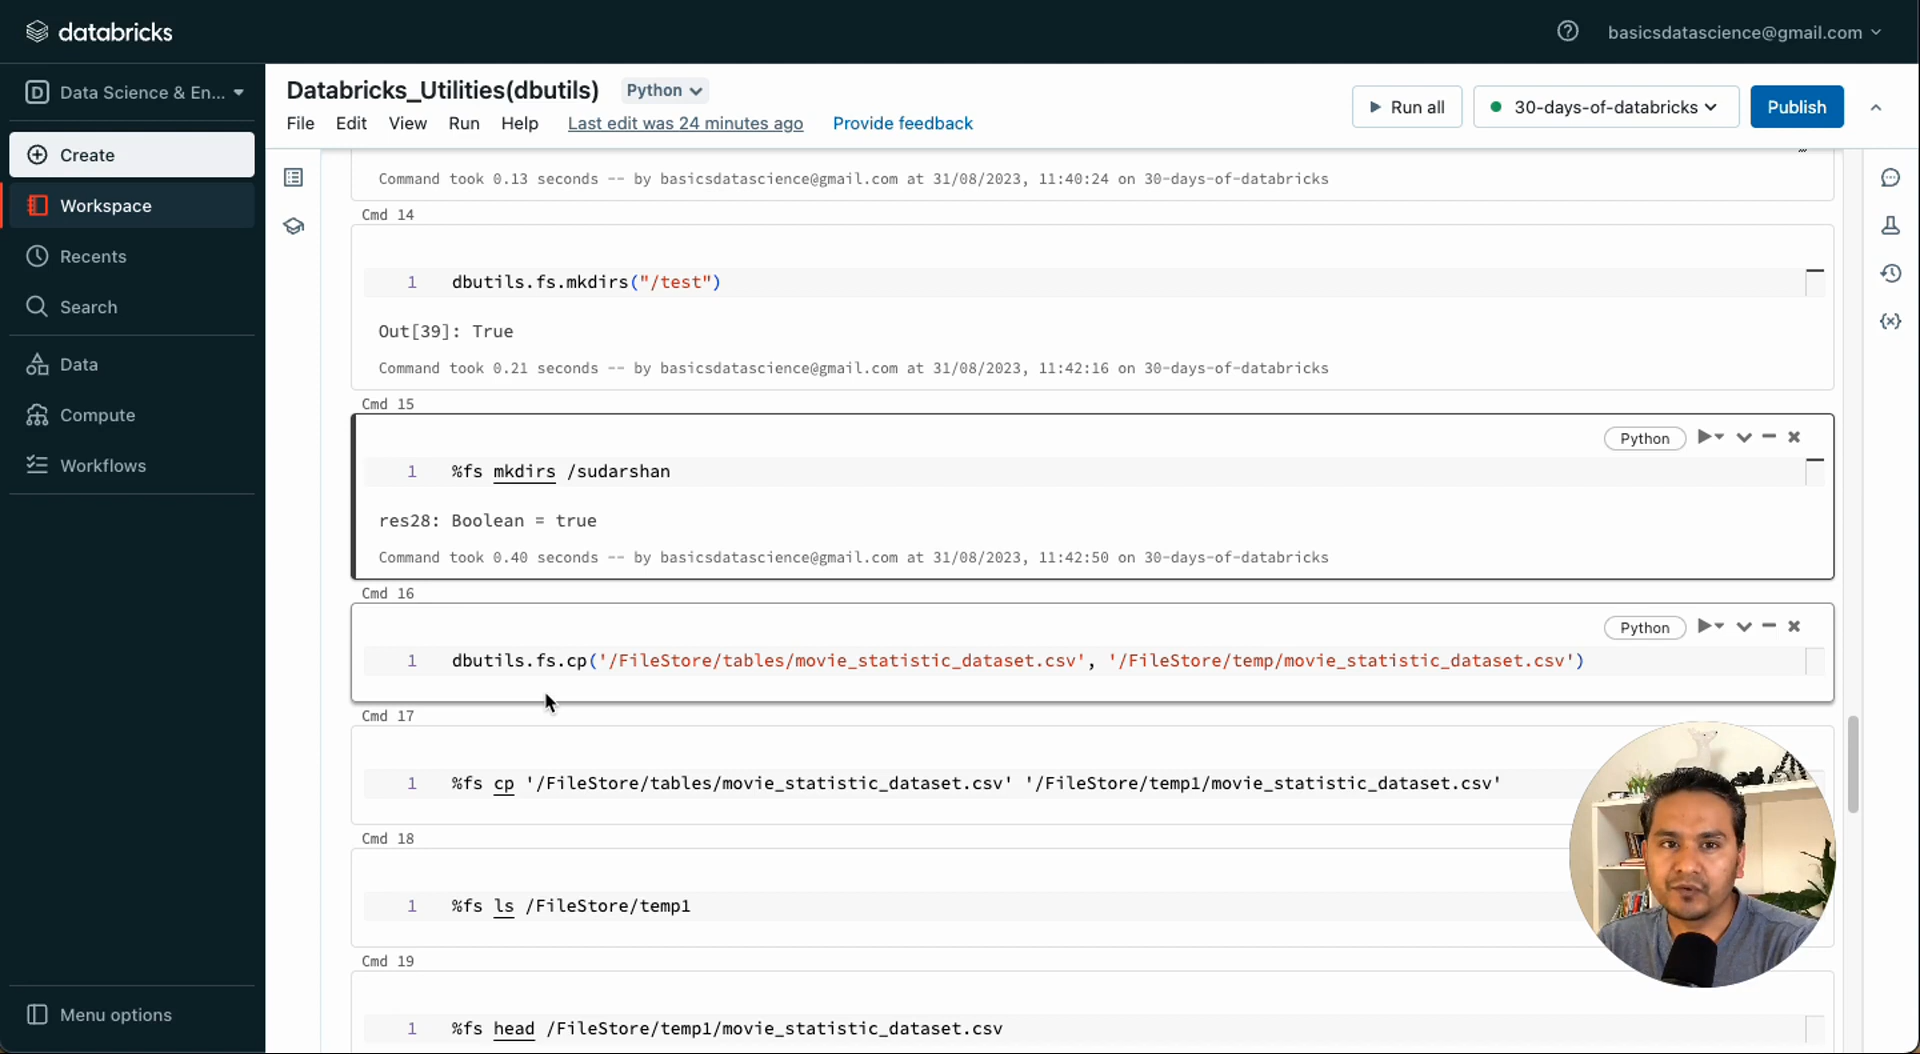 databricks
basicsdatascience@gmail.com
D Data Science & En...
Create
Workspace
Recents
Search
Data
Compute
Workflows
Menu options
Databricks_Utilities(dbutils) Python
File Edit View Run Help Last edit was 24 minutes ago Provide feedback
Run all 30-days-of-databricks Publish
Command took 0.13 seconds -- by basicsdatascience@gmail.com at 31/08/2023, 11:40:24 on 30-days-of-databricks
Cmd 14
1 dbutils.fs.mkdirs("/test")
Out[39]: True
Command took 0.21 seconds -- by basicsdatascience@gmail.com at 31/08/2023, 11:42:16 on 30-days-of-databricks
Cmd 15
Python
1 %fs mkdirs /sudarshan
res28: Boolean = true
Command took 0.40 seconds -- by basicsdatascience@gmail.com at 31/08/2023, 11:42:50 on 30-days-of-databricks
Cmd 16
Python
1 dbutils.fs.cp('/FileStore/tables/movie_statistic_dataset.csv', '/FileStore/temp/movie_statistic_dataset.csv')
Cmd 17
1 %fs cp '/FileStore/tables/movie_statistic_dataset.csv' '/FileStore/temp1/movie_statistic_dataset.csv'
Cmd 18
1 %fs ls /FileStore/temp1
Cmd 19
1 %fs head /FileStore/temp1/movie_statistic_dataset.csv